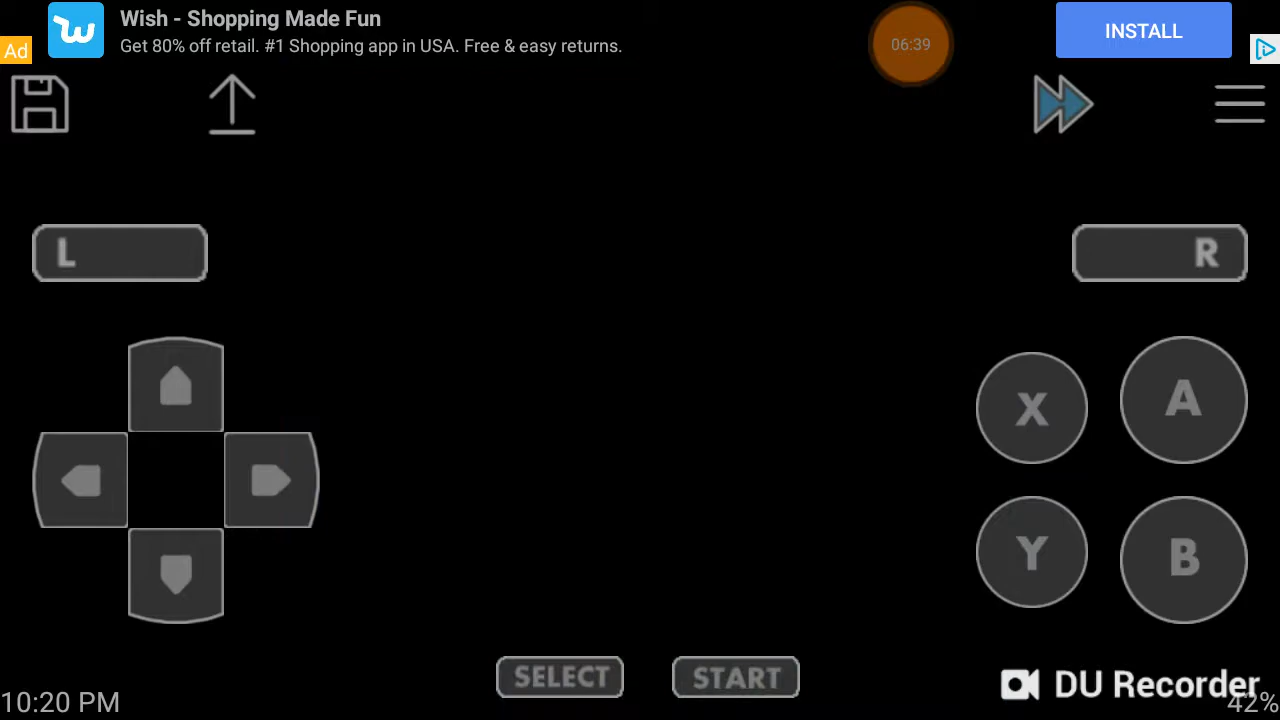 Wish - Shopping Made Fun
Get 80% off retail. #1 Shopping app in USA. Free & easy returns.
Ad
06:39
INSTALL
L
R
X
A
Y
B
SELECT
START
DU Recorder
10:20 PM
42%